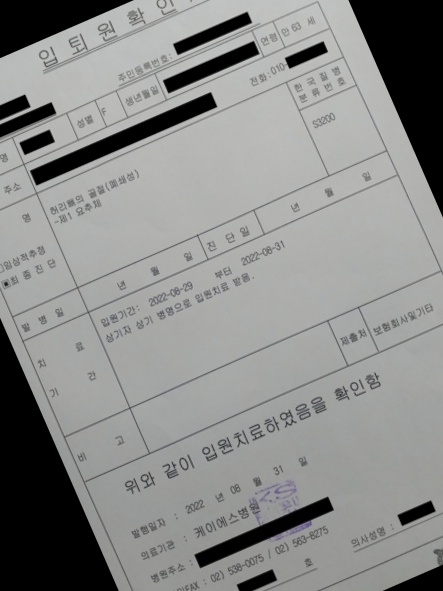 입 퇴 원 확 인
주민등록번호:
명 성별 F 생년월일 연령 만 63 세
주소 전화:010-
한 국 질 병
분 류 번 호
명 허리뼈의 골절(폐쇄성) S3200
-제1 요추체
임상적추정
▣최 종 진 단
발 병 일 년 월 일 진 단 일 년 월 일
치 료 입원기간: 2022-08-29 부터 2022-08-31
상기자 상기 병명으로 입원치료 받음.
기 간
비 고 제출처 보험회사및기타
위와 같이 입원치료하였음을 확인함
발행일자 : 2022 년 08 월 31 일
의료기관 : 케이에스병원
병원주소 :
FAX : 02) 538-0075 / 02) 563-8275
호 의사성명 :